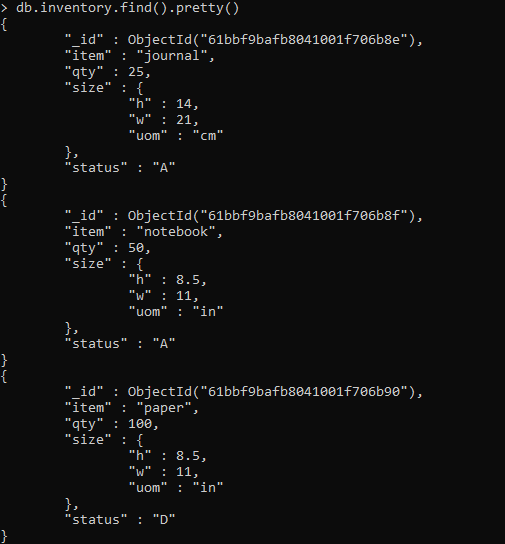 > db.inventory.find().pretty()
{
        "_id" : ObjectId("61bbf9bafb8041001f706b8e"),
        "item" : "journal",
        "qty" : 25,
        "size" : {
                "h" : 14,
                "w" : 21,
                "uom" : "cm"
        },
        "status" : "A"
}
{
        "_id" : ObjectId("61bbf9bafb8041001f706b8f"),
        "item" : "notebook",
        "qty" : 50,
        "size" : {
                "h" : 8.5,
                "w" : 11,
                "uom" : "in"
        },
        "status" : "A"
}
{
        "_id" : ObjectId("61bbf9bafb8041001f706b90"),
        "item" : "paper",
        "qty" : 100,
        "size" : {
                "h" : 8.5,
                "w" : 11,
                "uom" : "in"
        },
        "status" : "D"
}